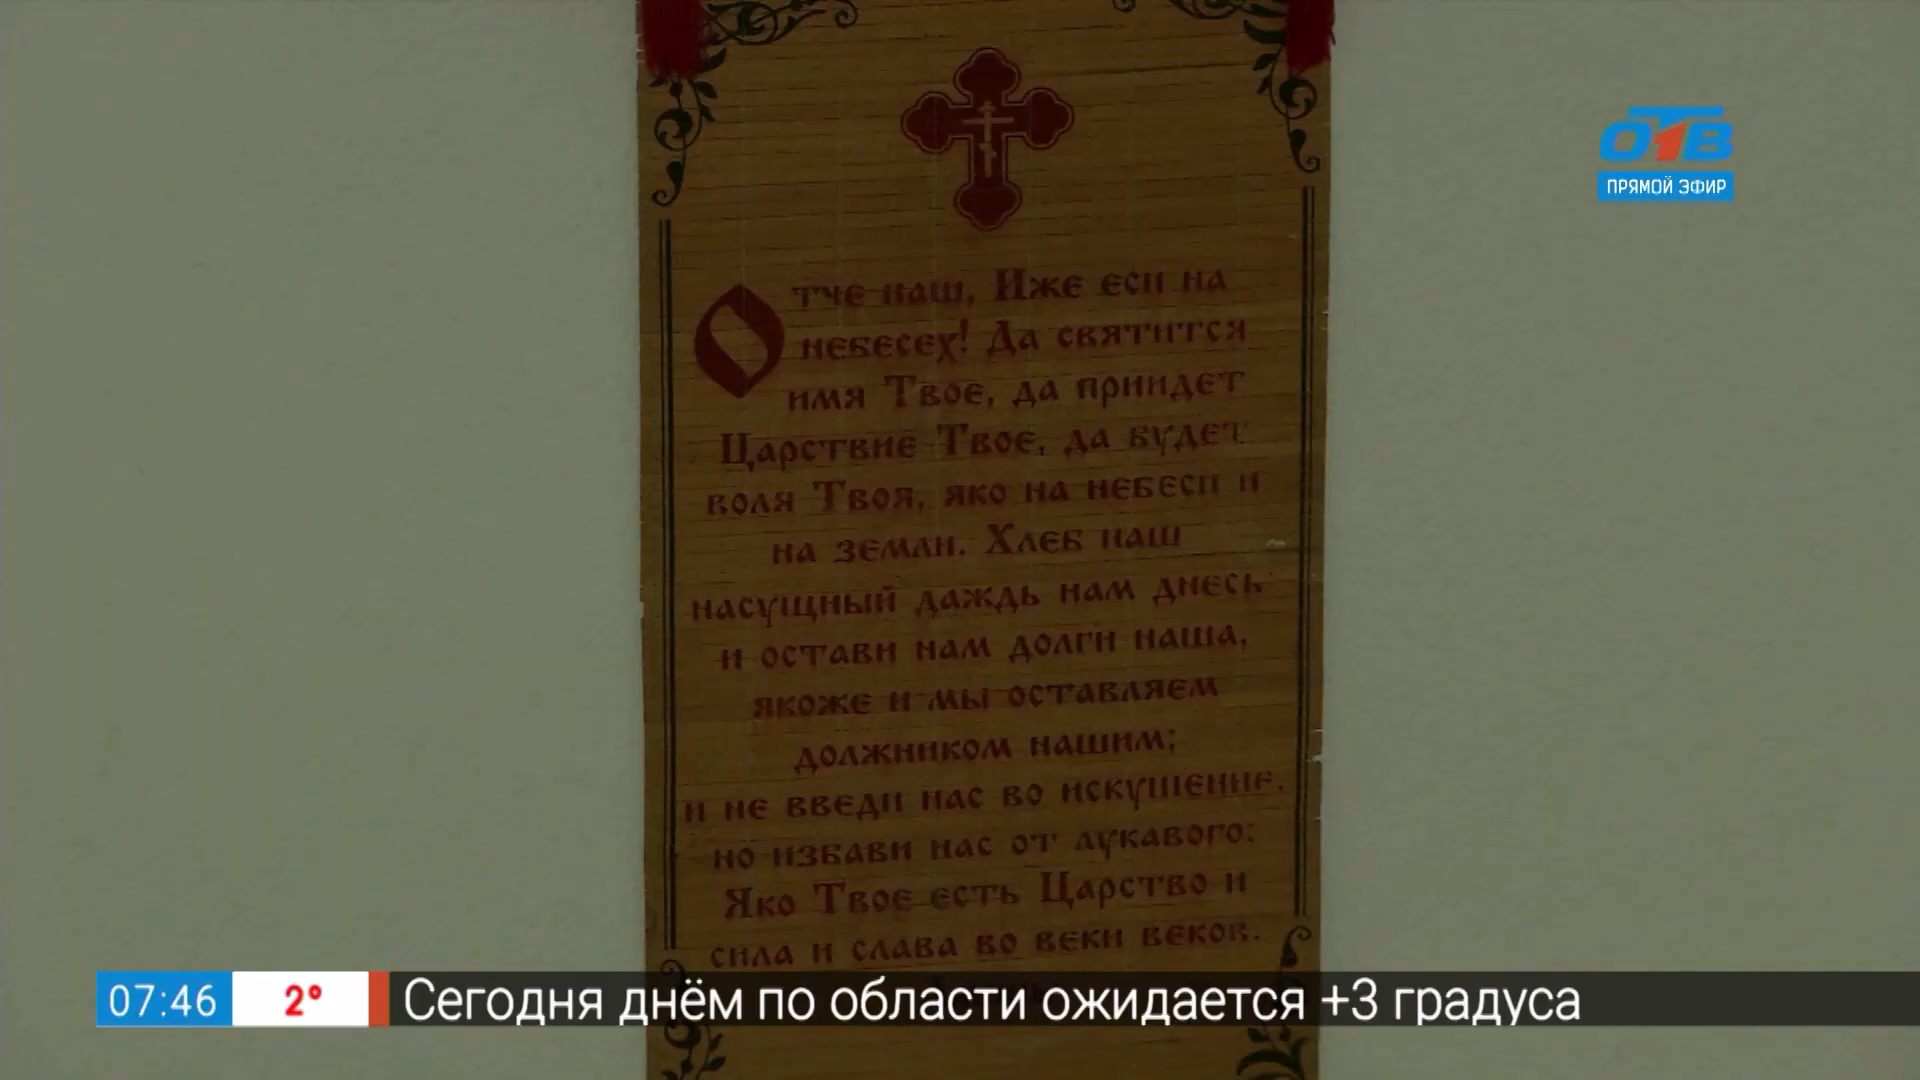 ОТВ
ПРЯМОЙ ЭФИР
Отче наш, Иже еси на
небесех! Да святится
имя Твое, да приидет
Царствие Твое, да будет
воля Твоя, яко на небеси и
на земли. Хлеб наш
насущный даждь нам днесь
и остави нам долги наша,
якоже и мы оставляем
должником нашим;
и не введи нас во искушение,
но избави нас от лукавого:
Яко Твое есть Царство и
сила и слава во веки веков.
07:46 2° Сегодня днём по области ожидается +3 градуса